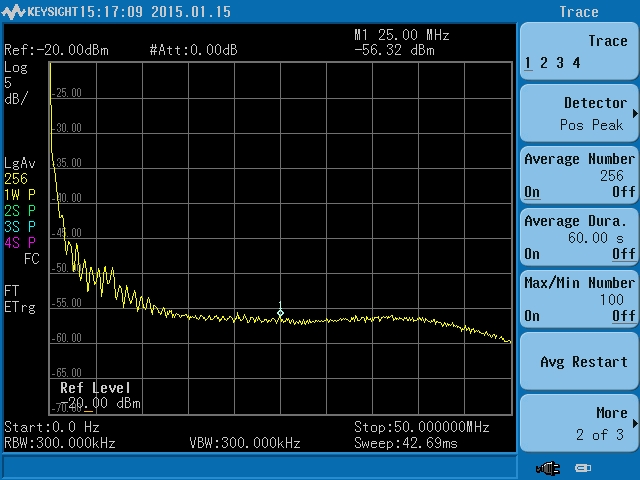 KEYSIGHT 15:17:09 2015.01.15 Trace
M1 25.00 MHz
Ref:-20.00dBm #Att:0.00dB -56.32 dBm
Log
5
dB/
-25.00
-30.00
-35.00
-40.00
-45.00
-50.00
-55.00
-60.00
-65.00
-70.00
LgAv
256
1W P
2S P
3S P
4S P
FC
FT
ETrg
1
Ref Level
-20.00 dBm
Start:0.0 Hz Stop:50.000000MHz
RBW:300.000kHz VBW:300.000kHz Sweep:42.69ms
Trace
1 2 3 4
Detector
Pos Peak
Average Number
256
On Off
Average Dura.
60.00 s
On Off
Max/Min Number
100
On Off
Avg Restart
More
2 of 3